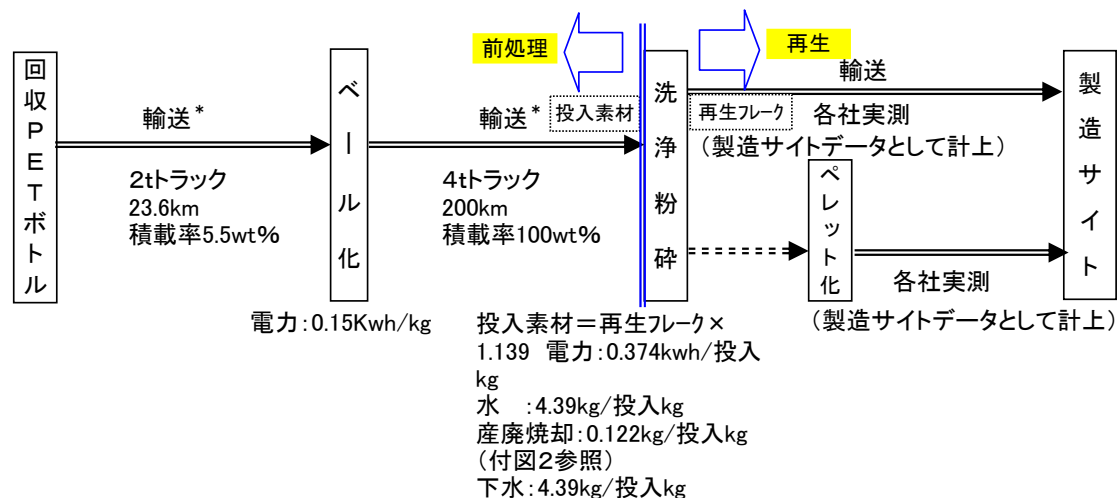 前処理
再生
回収PETボトル
輸送*
2tトラック
23.6km
積載率5.5wt%
ベール化
電力:0.15Kwh/kg
輸送*
4tトラック
200km
積載率100wt%
投入素材
洗浄粉砕
再生フレーク
輸送
各社実測
(製造サイトデータとして計上)
ペレット化
各社実測
(製造サイトデータとして計上)
製造サイト
投入素材=再生フレーク×
1.139 電力:0.374kwh/投入
kg
水 :4.39kg/投入kg
産廃焼却:0.122kg/投入kg
(付図2参照)
下水:4.39kg/投入kg